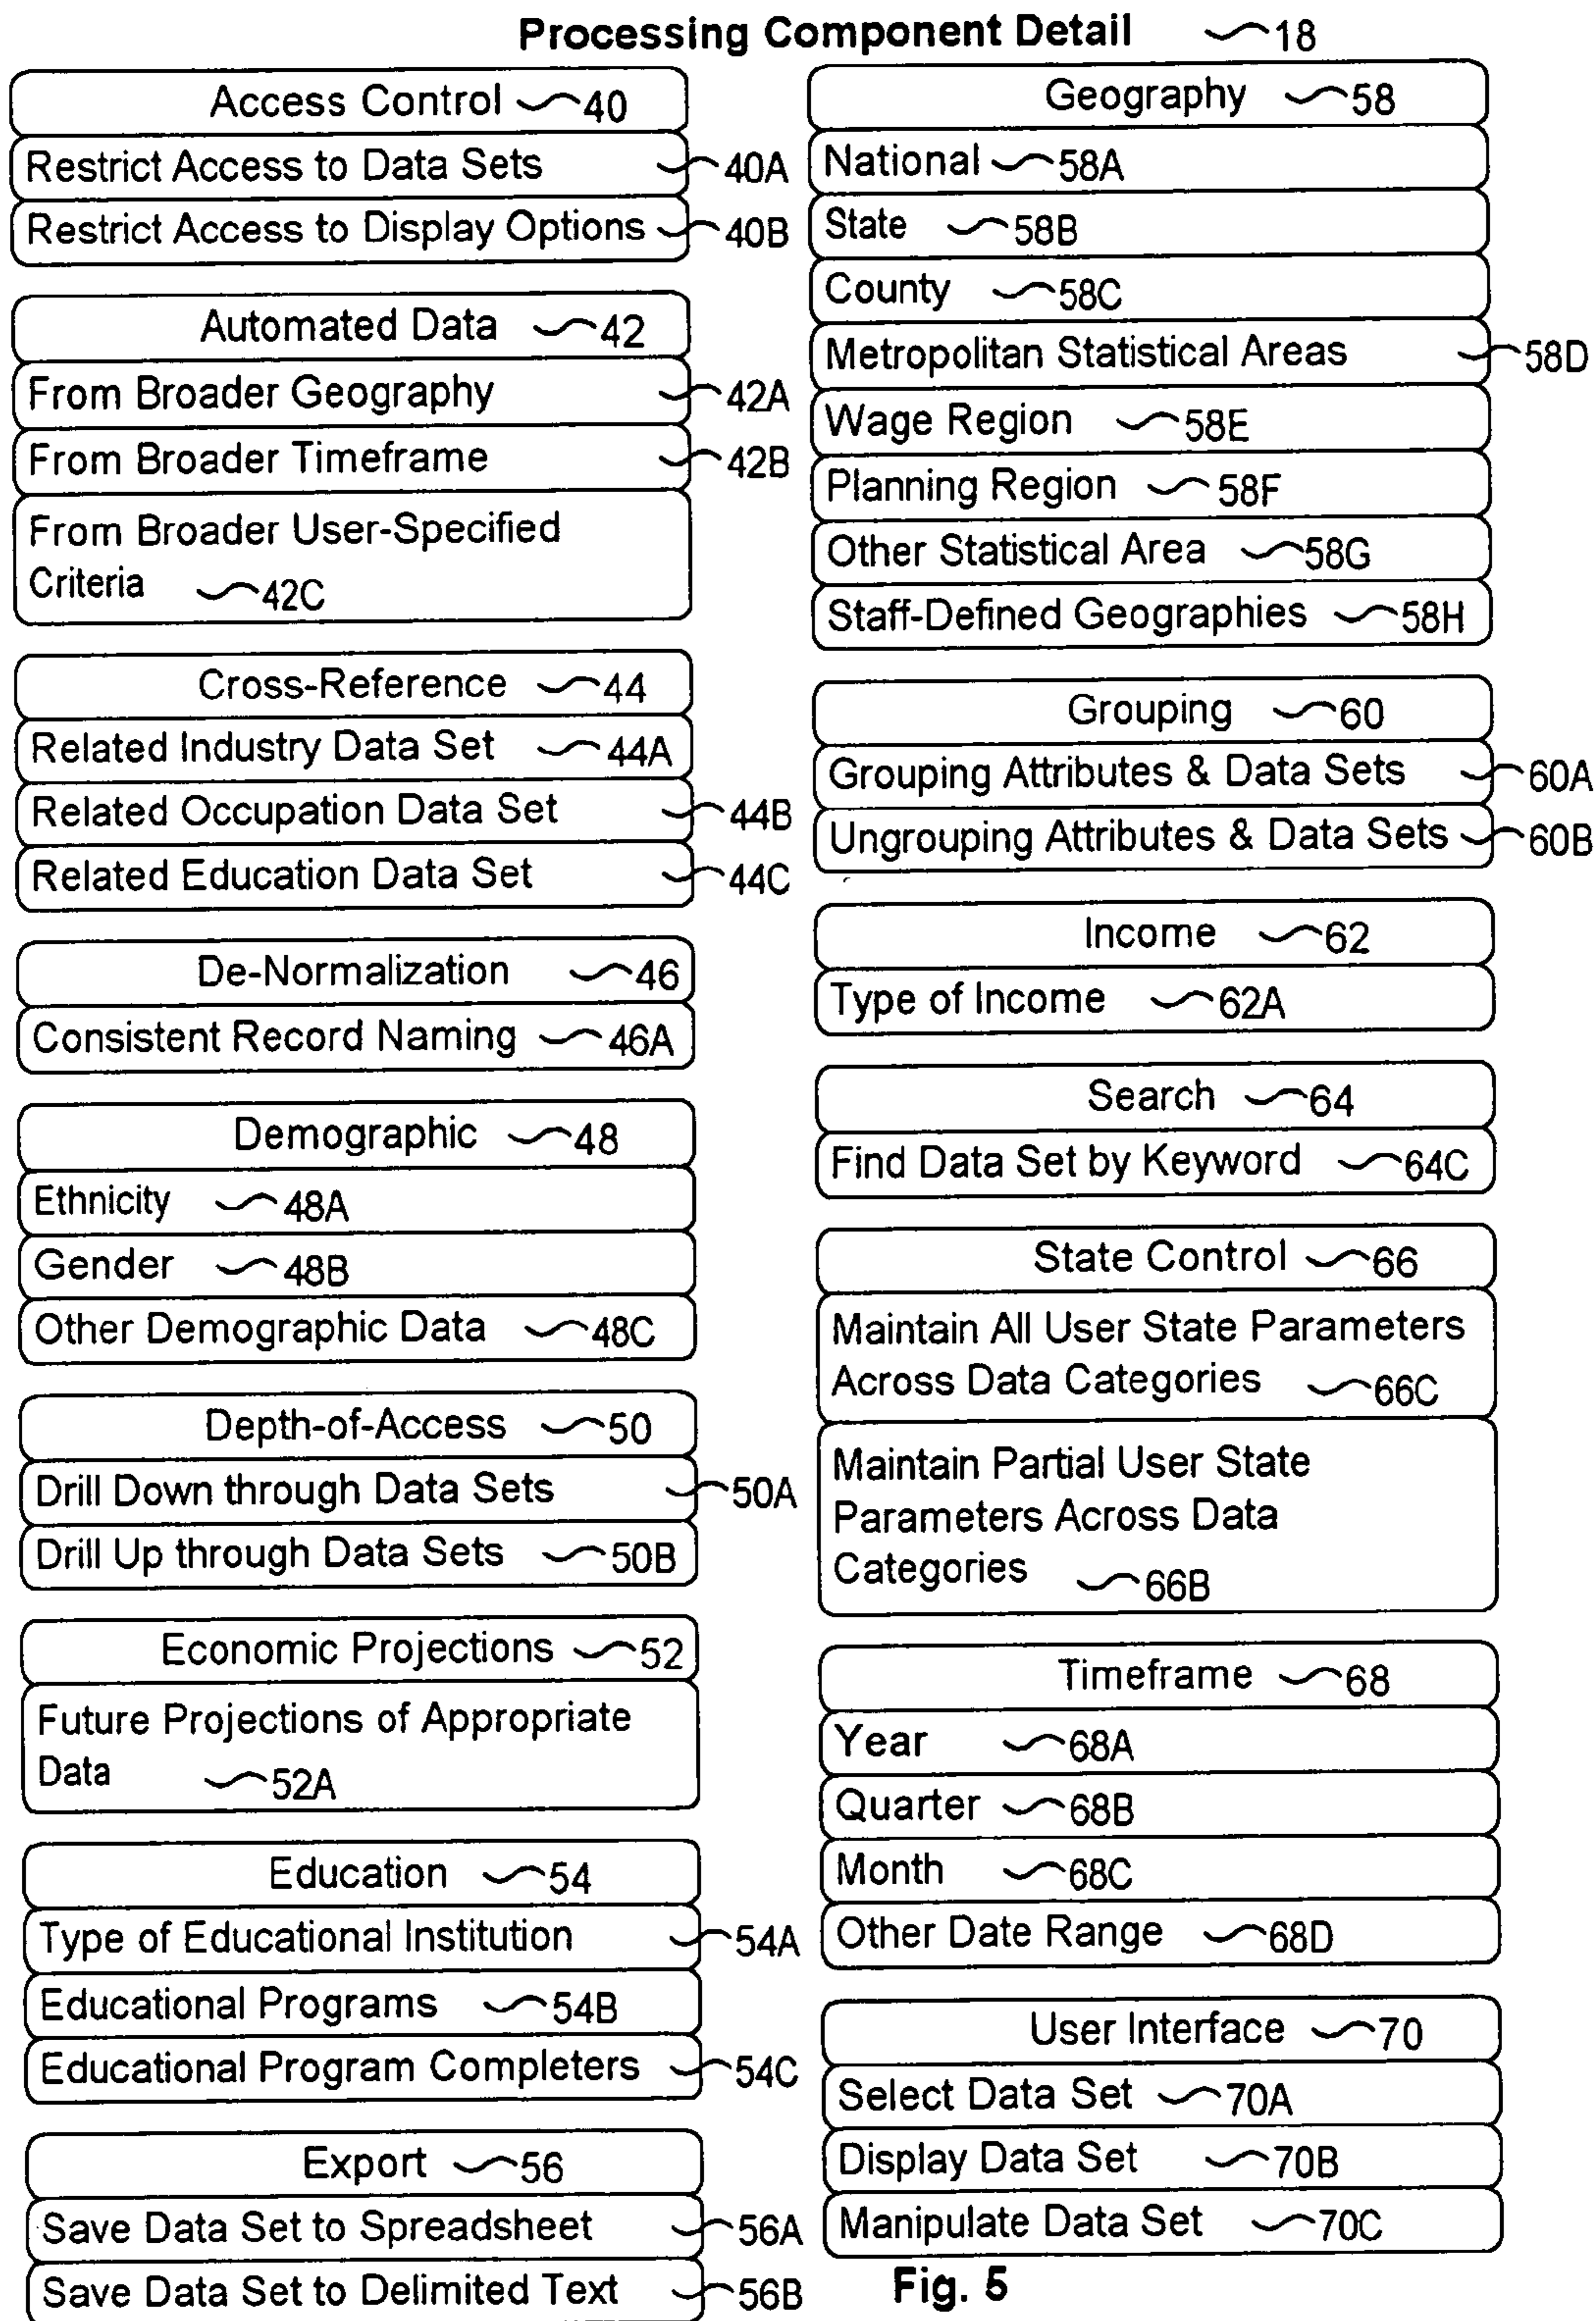 Processing Component Detail 18
Access Control 40
Restrict Access to Data Sets 40A
Restrict Access to Display Options 40B
Automated Data 42
From Broader Geography 42A
From Broader Timeframe 42B
From Broader User-Specified
Criteria 42C
Cross-Reference 44
Related Industry Data Set 44A
Related Occupation Data Set 44B
Related Education Data Set 44C
De-Normalization 46
Consistent Record Naming 46A
Demographic 48
Ethnicity 48A
Gender 48B
Other Demographic Data 48C
Depth-of-Access 50
Drill Down through Data Sets 50A
Drill Up through Data Sets 50B
Economic Projections 52
Future Projections of Appropriate
Data 52A
Education 54
Type of Educational Institution 54A
Educational Programs 54B
Educational Program Completers 54C
Export 56
Save Data Set to Spreadsheet 56A
Save Data Set to Delimited Text 56B
Geography 58
National 58A
State 58B
County 58C
Metropolitan Statistical Areas 58D
Wage Region 58E
Planning Region 58F
Other Statistical Area 58G
Staff-Defined Geographies 58H
Grouping 60
Grouping Attributes & Data Sets 60A
Ungrouping Attributes & Data Sets 60B
Income 62
Type of Income 62A
Search 64
Find Data Set by Keyword 64C
State Control 66
Maintain All User State Parameters
Across Data Categories 66C
Maintain Partial User State
Parameters Across Data
Categories 66B
Timeframe 68
Year 68A
Quarter 68B
Month 68C
Other Date Range 68D
User Interface 70
Select Data Set 70A
Display Data Set 70B
Manipulate Data Set 70C
Fig. 5